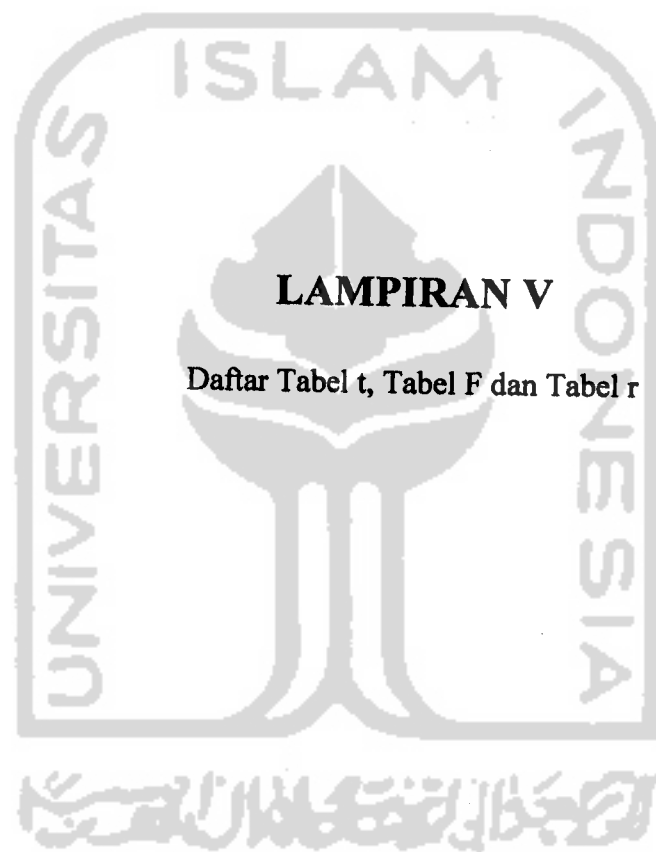 ISLAM
UNIVERSITAS
INDONESIA
LAMPIRAN V
Daftar Tabel t, Tabel F dan Tabel r